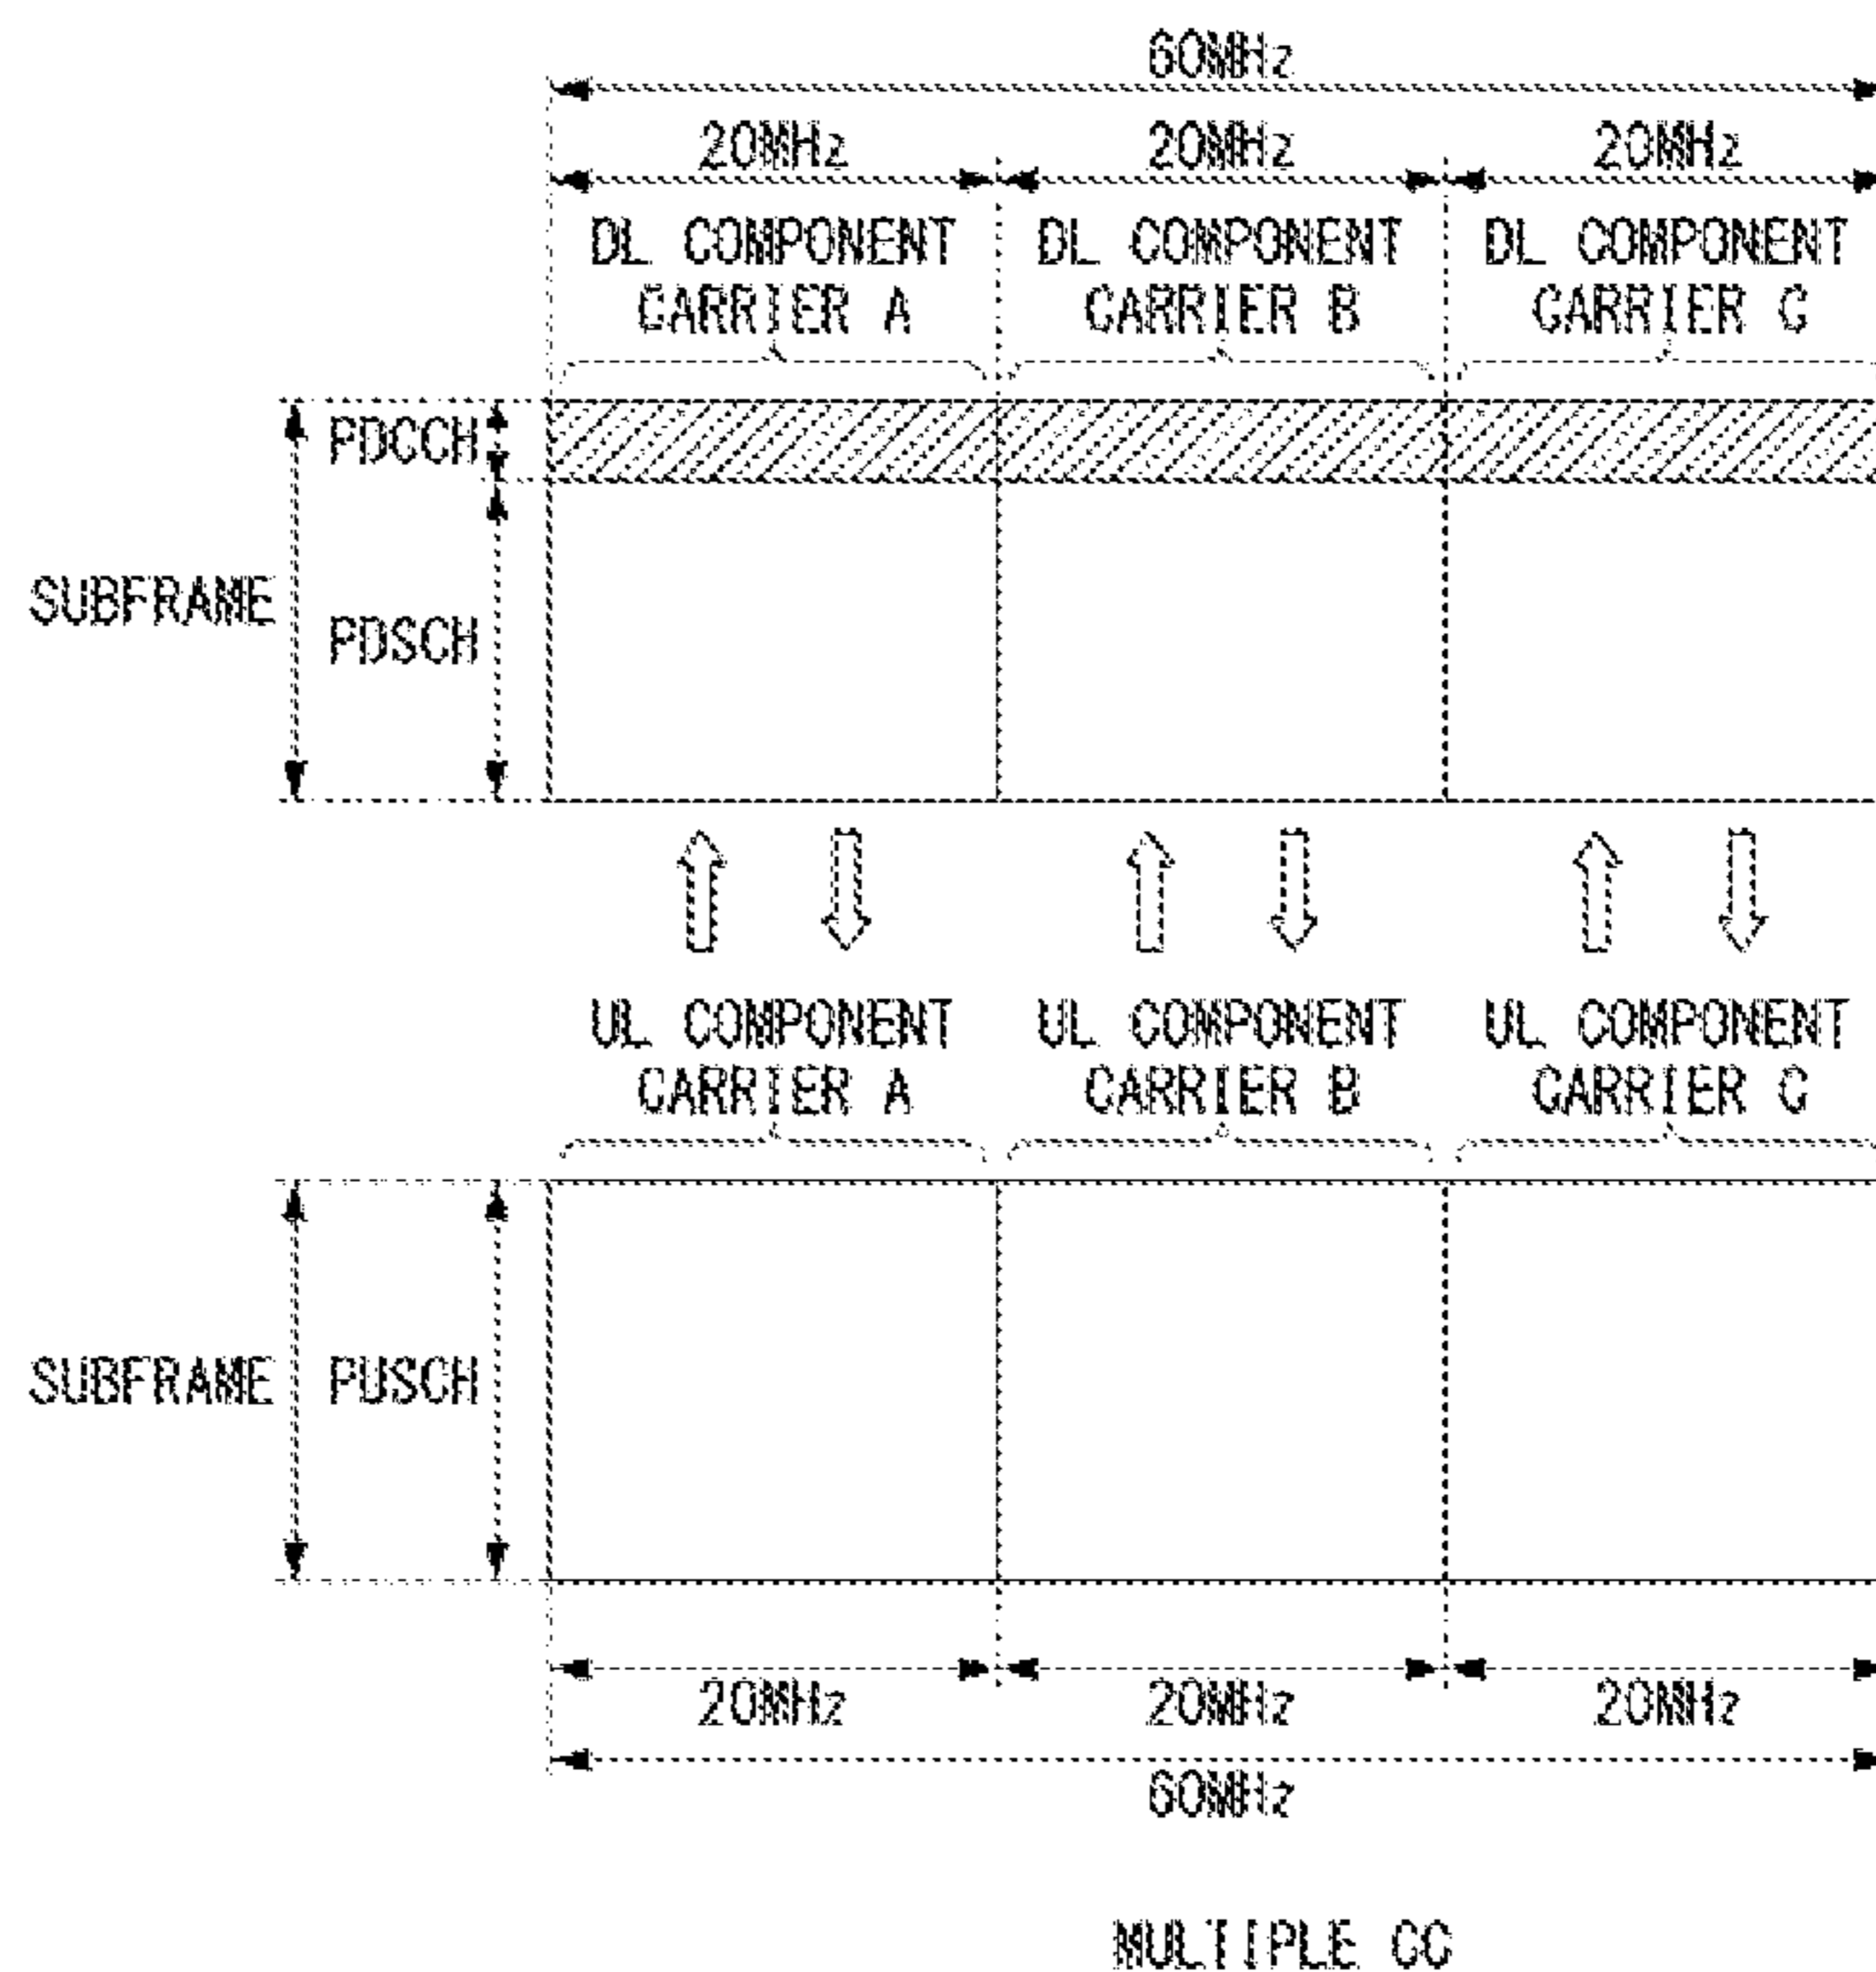 60MHz
20MHz 20MHz 20MHz
DL COMPONENT CARRIER A
DL COMPONENT CARRIER B
DL COMPONENT CARRIER C
PDCCH
SUBFRAME
PDSCH
UL COMPONENT CARRIER A
UL COMPONENT CARRIER B
UL COMPONENT CARRIER C
SUBFRAME PUSCH
20MHz 20MHz 20MHz
60MHz
MULTIPLE CC